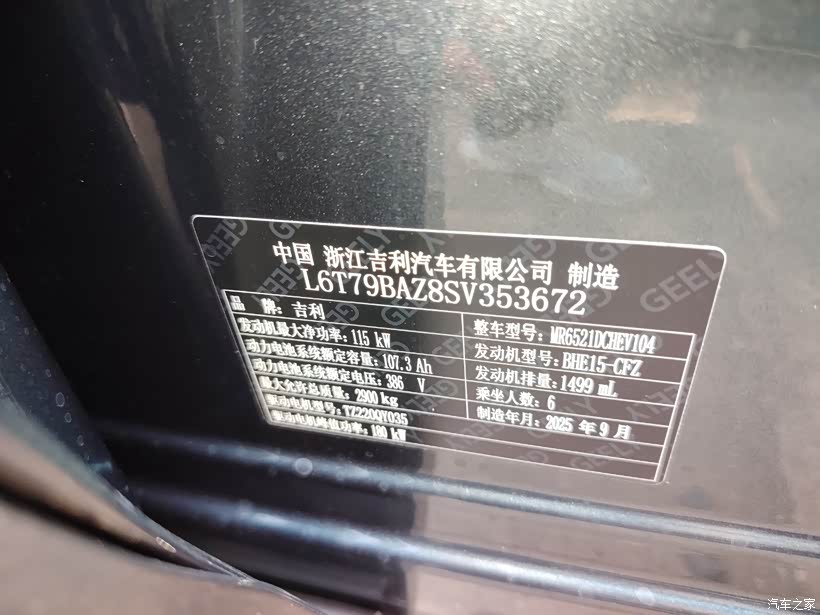 中国 浙江吉利汽车有限公司 制造
L6T79BAZ8SV353672
品 牌: 吉利
发动机最大净功率: 115 kW
动力电池系统额定容量: 107.3 Ah
动力电池系统额定电压: 386 V
最大允许总质量: 2900 kg
驱动电机型号: TZ220QY035
驱动电机峰值功率: 180 kW
整车型号: MR6521DCHEV104
发动机型号: BHE15-CFZ
发动机排量: 1499 mL
乘坐人数: 6
制造年月: 2025 年 9 月
GEELY
汽车之家